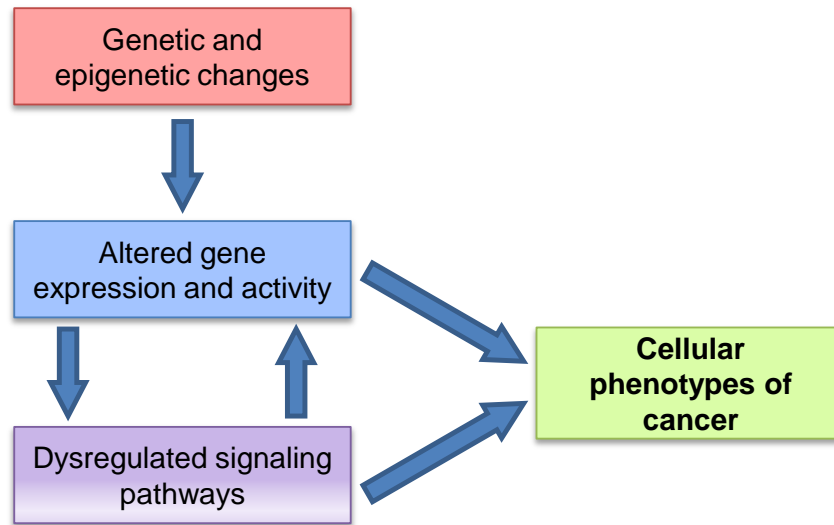 Genetic and
epigenetic changes
Altered gene
expression and activity
Cellular
phenotypes of
cancer
Dysregulated signaling
pathways